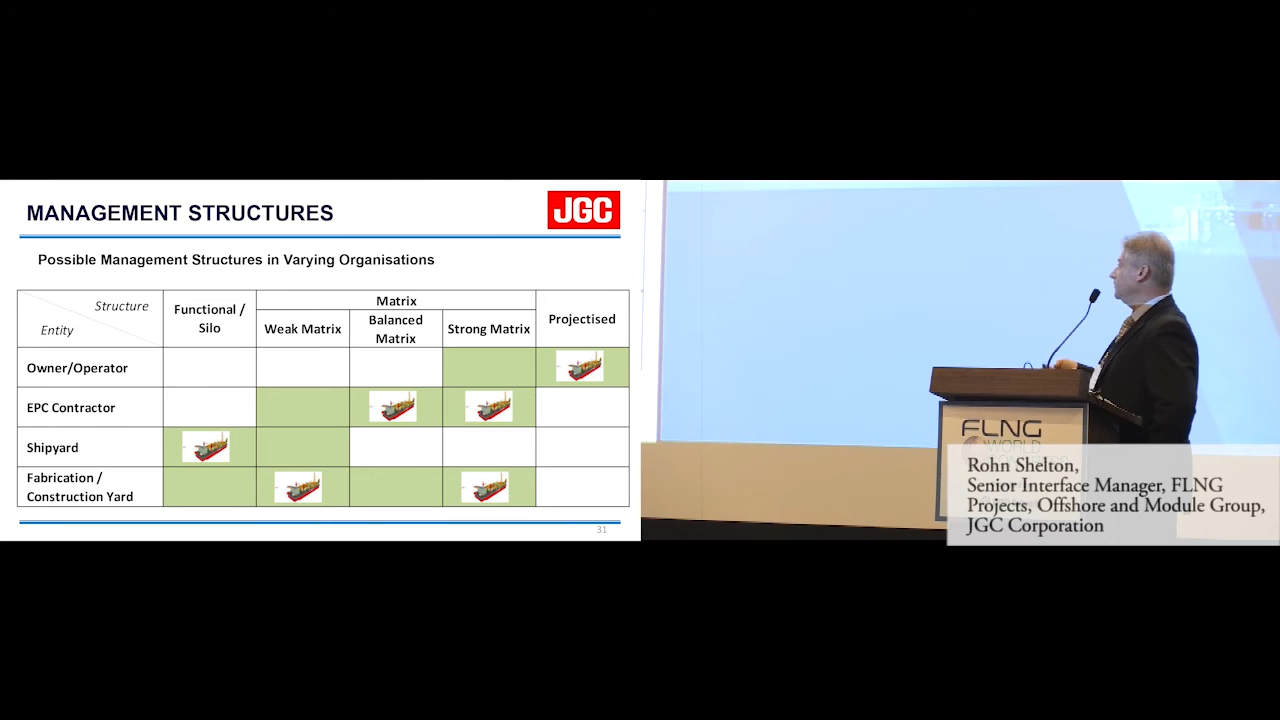 MANAGEMENT STRUCTURES
JGC
Possible Management Structures in Varying Organisations
Structure
Entity
Functional /
Silo
Matrix
Weak Matrix
Balanced
Matrix
Strong Matrix
Projectised
Owner/Operator
EPC Contractor
Shipyard
Fabrication /
Construction Yard
31
FLNG
WORLD
Rohn Shelton,
Senior Interface Manager, FLNG
Projects, Offshore and Module Group,
JGC Corporation